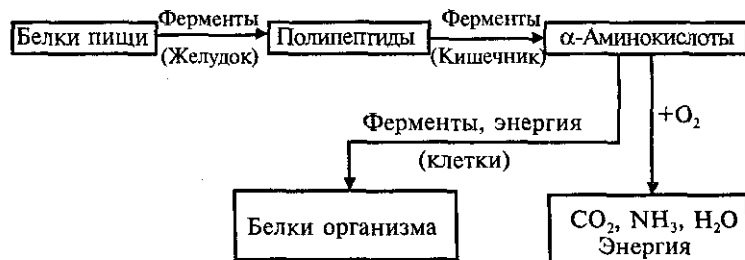 Ферменты Ферменты
Белки пищи Полипептиды α-Аминокислоты
(Желудок) (Кишечник)
+O₂
Ферменты, энергия
(клетки)
Белки организма
CO₂, NH₃, H₂O
Энергия